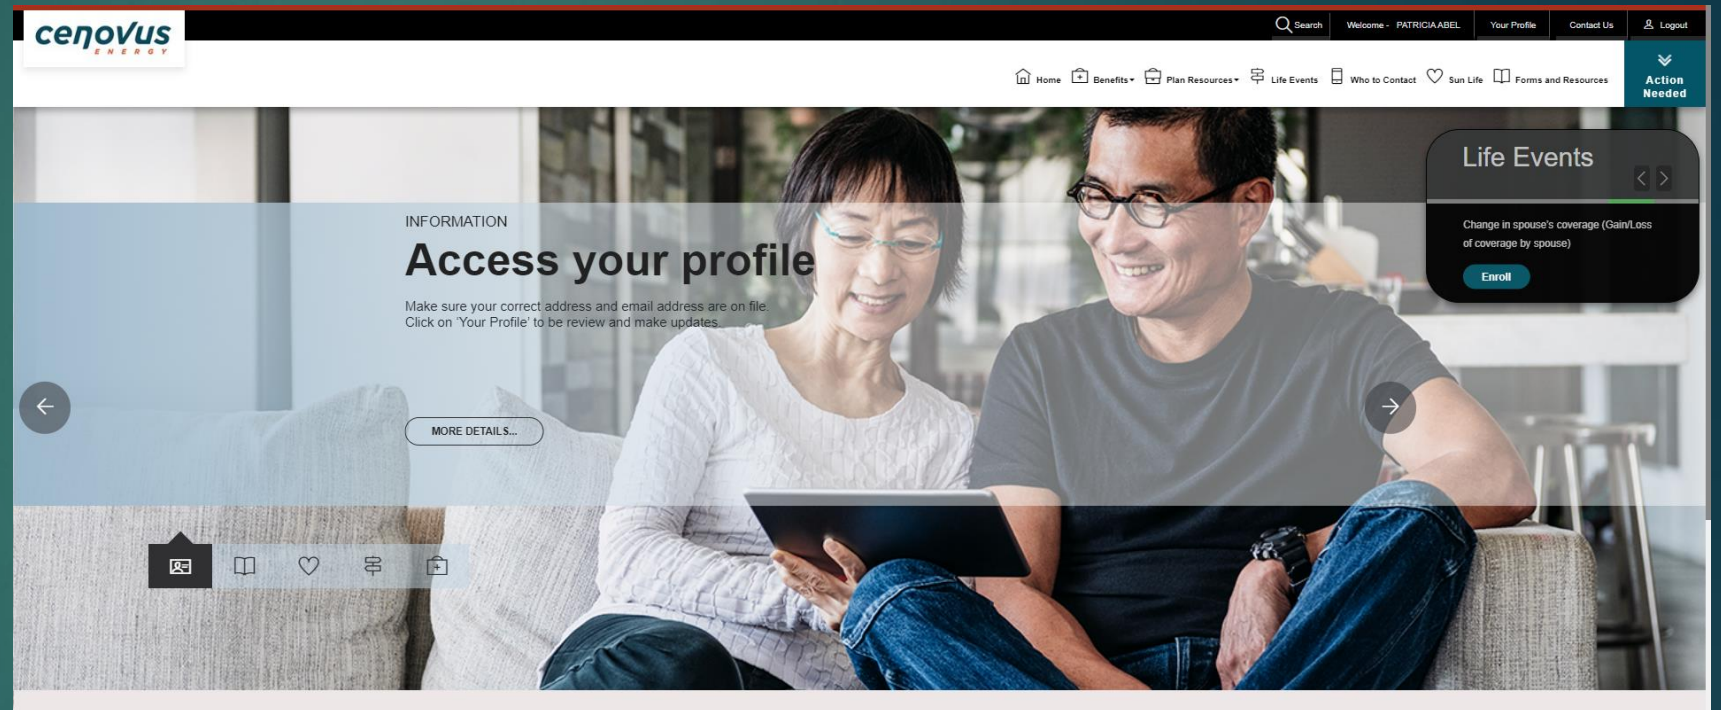 cenovus
ENERGY
Search
Welcome - PATRICIA ABEL
Your Profile
Contact Us
Logout
Home
Benefits
Plan Resources
Life Events
Who to Contact
Sun Life
Forms and Resources
Action
Needed
Life Events
Change in spouse's coverage (Gain/Loss
of coverage by spouse)
Enroll
INFORMATION
Access your profile
Make sure your correct address and email address are on file.
Click on 'Your Profile' to be review and make updates.
MORE DETAILS...